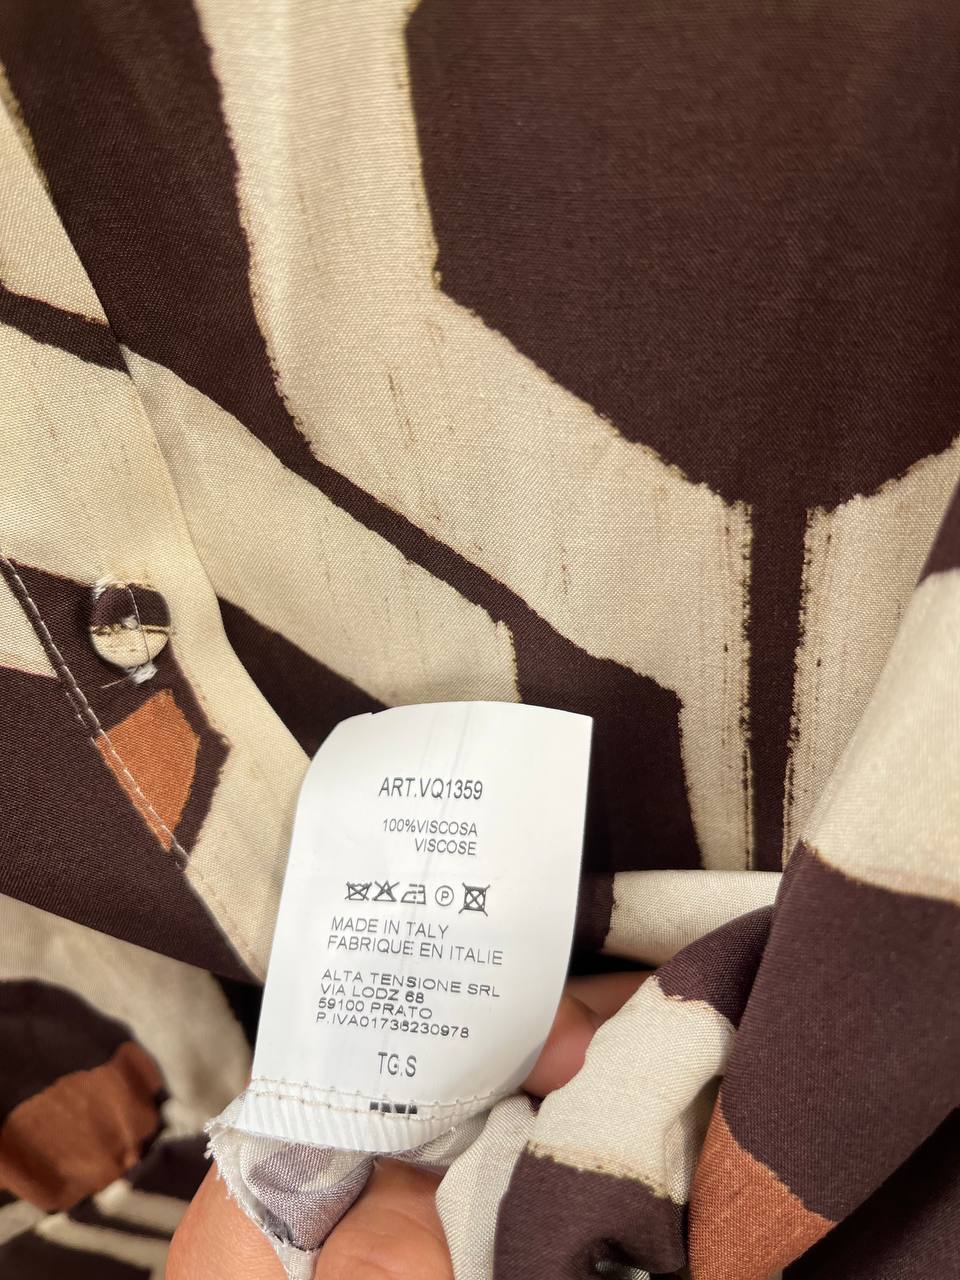 ART.VQ1359
100%VISCOSA
VISCOSE
P
MADE IN TALY
FABRIQUE EN ITALIE
ALTA TENSIONE SRL
VIA LODZ 68
59100 PRATO
P.IVA01736230978
TG.S